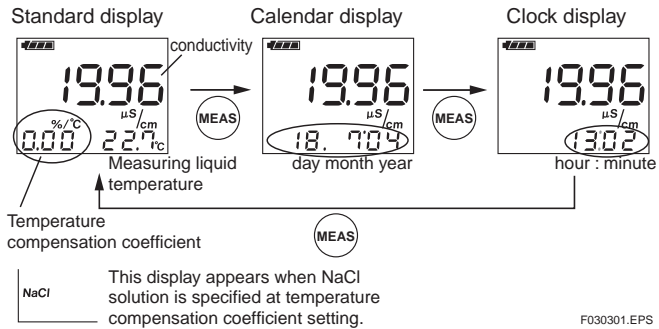 Standard display
Calendar display
Clock display
conductivity
19.96
µS/cm
%/°C
0.00
22.7°C
MEAS
19.96
µS/cm
18. 7'04
MEAS
19.96
µS/cm
13:02
Measuring liquid
temperature
day month year
hour : minute
Temperature
compensation coefficient
MEAS
NaCl
This display appears when NaCl
solution is specified at temperature
compensation coefficient setting.
F030301.EPS